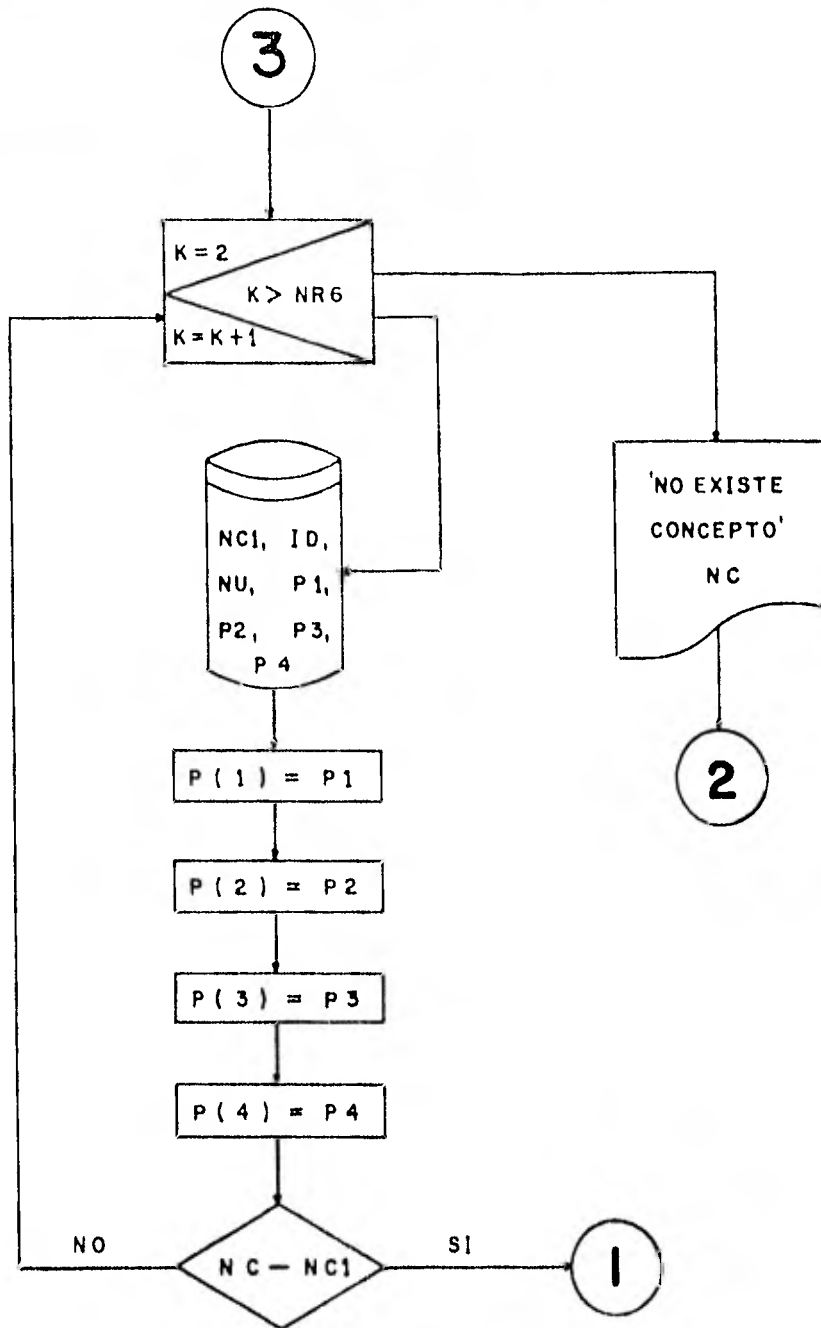 3
K = 2
K > NR6
K = K + 1
'NO EXISTE
CONCEPTO'
NC
NC1, ID,
NU, P1,
P2, P3,
P4
P ( 1 ) = P1
2
P ( 2 ) = P2
P ( 3 ) = P3
P ( 4 ) = P4
NO
NC — NC1
SI
1